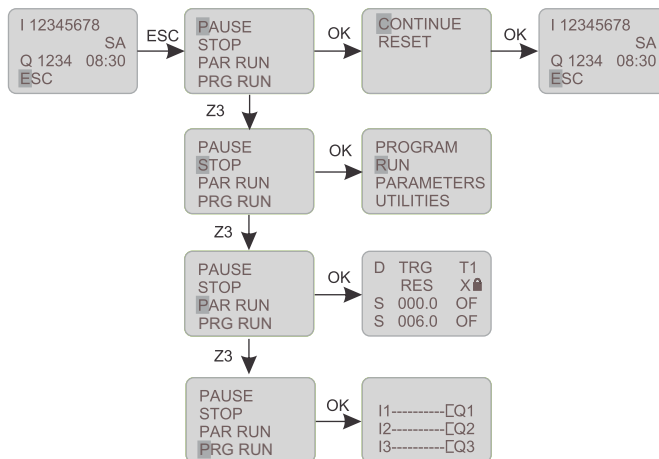 I 12345678
SA
Q 1234 08:30
ESC
ESC
PAUSE
STOP
PAR RUN
PRG RUN
OK
CONTINUE
RESET
OK
I 12345678
SA
Q 1234 08:30
ESC
Z3
PAUSE
STOP
PAR RUN
PRG RUN
OK
PROGRAM
RUN
PARAMETERS
UTILITIES
Z3
PAUSE
STOP
PAR RUN
PRG RUN
OK
D TRG T1
RES X
S 000.0 OF
S 006.0 OF
Z3
PAUSE
STOP
PAR RUN
PRG RUN
OK
I1----------[Q1
I2----------[Q2
I3----------[Q3